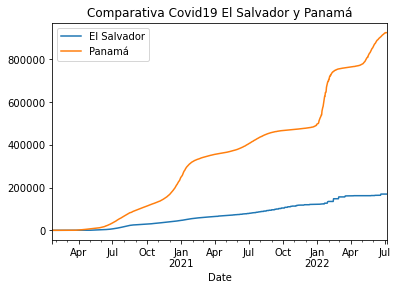 Comparativa Covid19 El Salvador y Panamá
El Salvador
Panamá
800000
600000
400000
200000
0
Apr Jul Oct Jan Apr Jul Oct Jan Apr Jul
2021 2022
Date